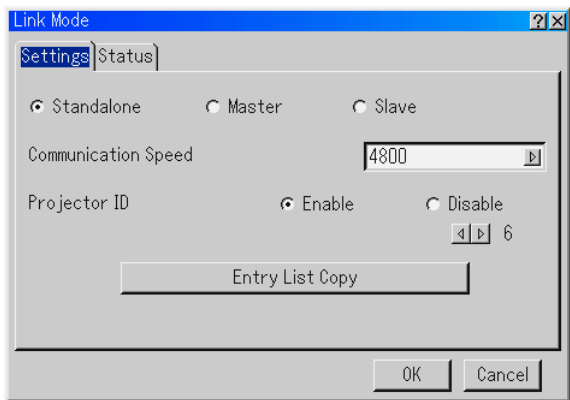 Link Mode
Settings Status
Standalone Master Slave
Communication Speed 4800
Projector ID Enable Disable
6
Entry List Copy
OK Cancel